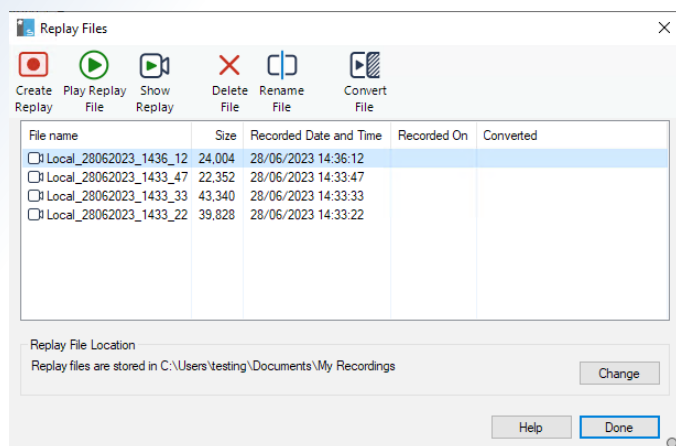 Replay Files
Create Replay
Play Replay File
Show Replay
Delete File
Rename File
Convert File
File name Size Recorded Date and Time Recorded On Converted
Local_28062023_1436_12 24,004 28/06/2023 14:36:12
Local_28062023_1433_47 22,352 28/06/2023 14:33:47
Local_28062023_1433_33 43,340 28/06/2023 14:33:33
Local_28062023_1433_22 39,828 28/06/2023 14:33:22
Replay File Location
Replay files are stored in C:\Users\testing\Documents\My Recordings
Change
Help Done